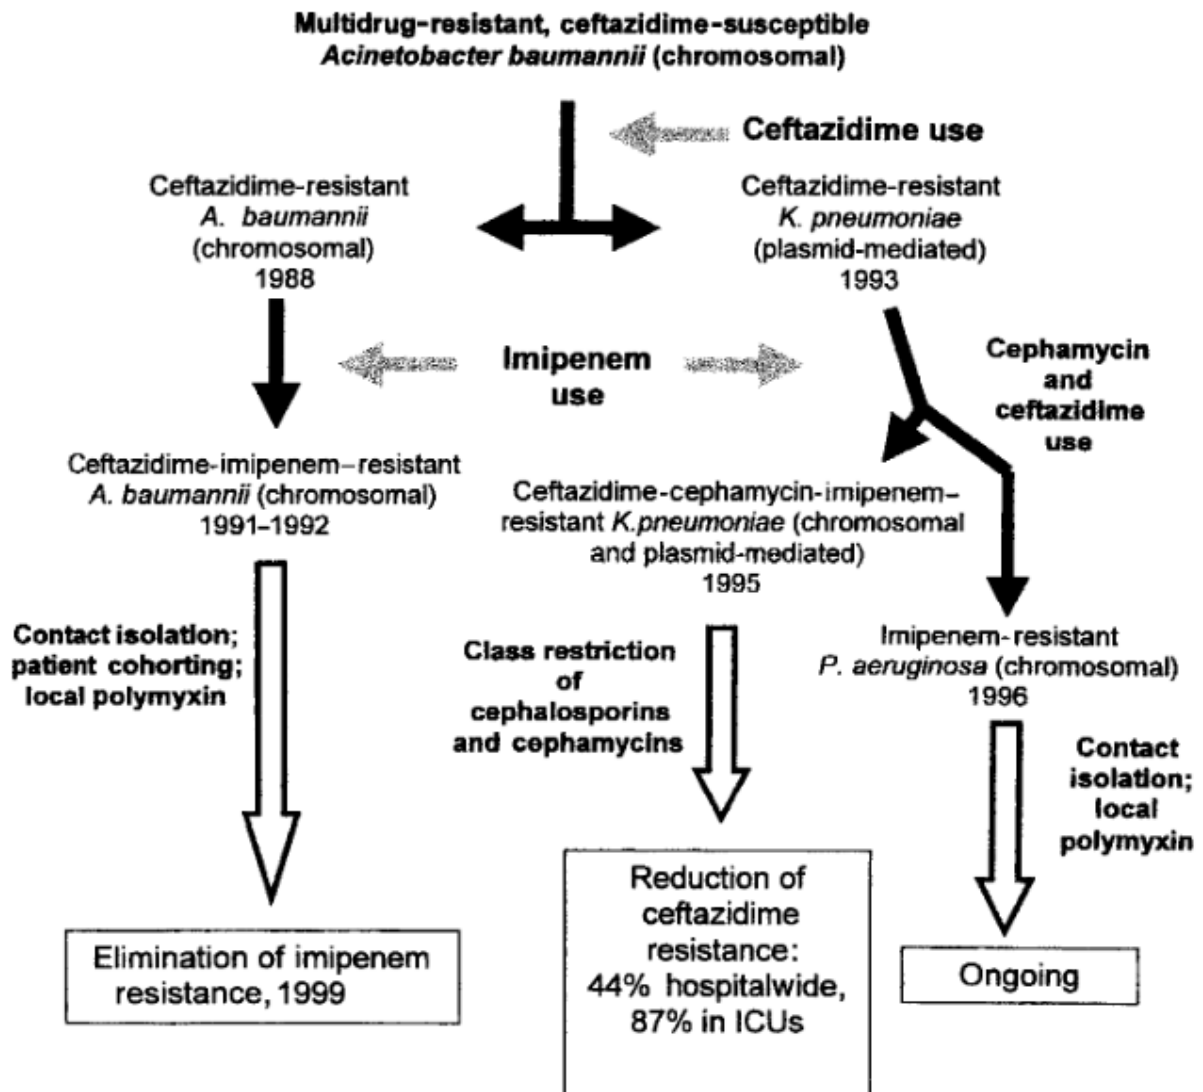 Multidrug-resistant, ceftazidime-susceptible
Acinetobacter baumannii (chromosomal)
Ceftazidime use
Ceftazidime-resistant
A. baumannii
(chromosomal)
1988
Ceftazidime-resistant
K. pneumoniae
(plasmid-mediated)
1993
Imipenem
use
Cephamycin
and
ceftazidime
use
Ceftazidime-imipenem–resistant
A. baumannii (chromosomal)
1991–1992
Ceftazidime-cephamycin-imipenem–
resistant K.pneumoniae (chromosomal
and plasmid-mediated)
1995
Imipenem-resistant
P. aeruginosa (chromosomal)
1996
Contact isolation;
patient cohorting;
local polymyxin
Class restriction
of
cephalosporins
and cephamycins
Contact
isolation;
local
polymyxin
Elimination of imipenem
resistance, 1999
Reduction of
ceftazidime
resistance:
44% hospitalwide,
87% in ICUs
Ongoing